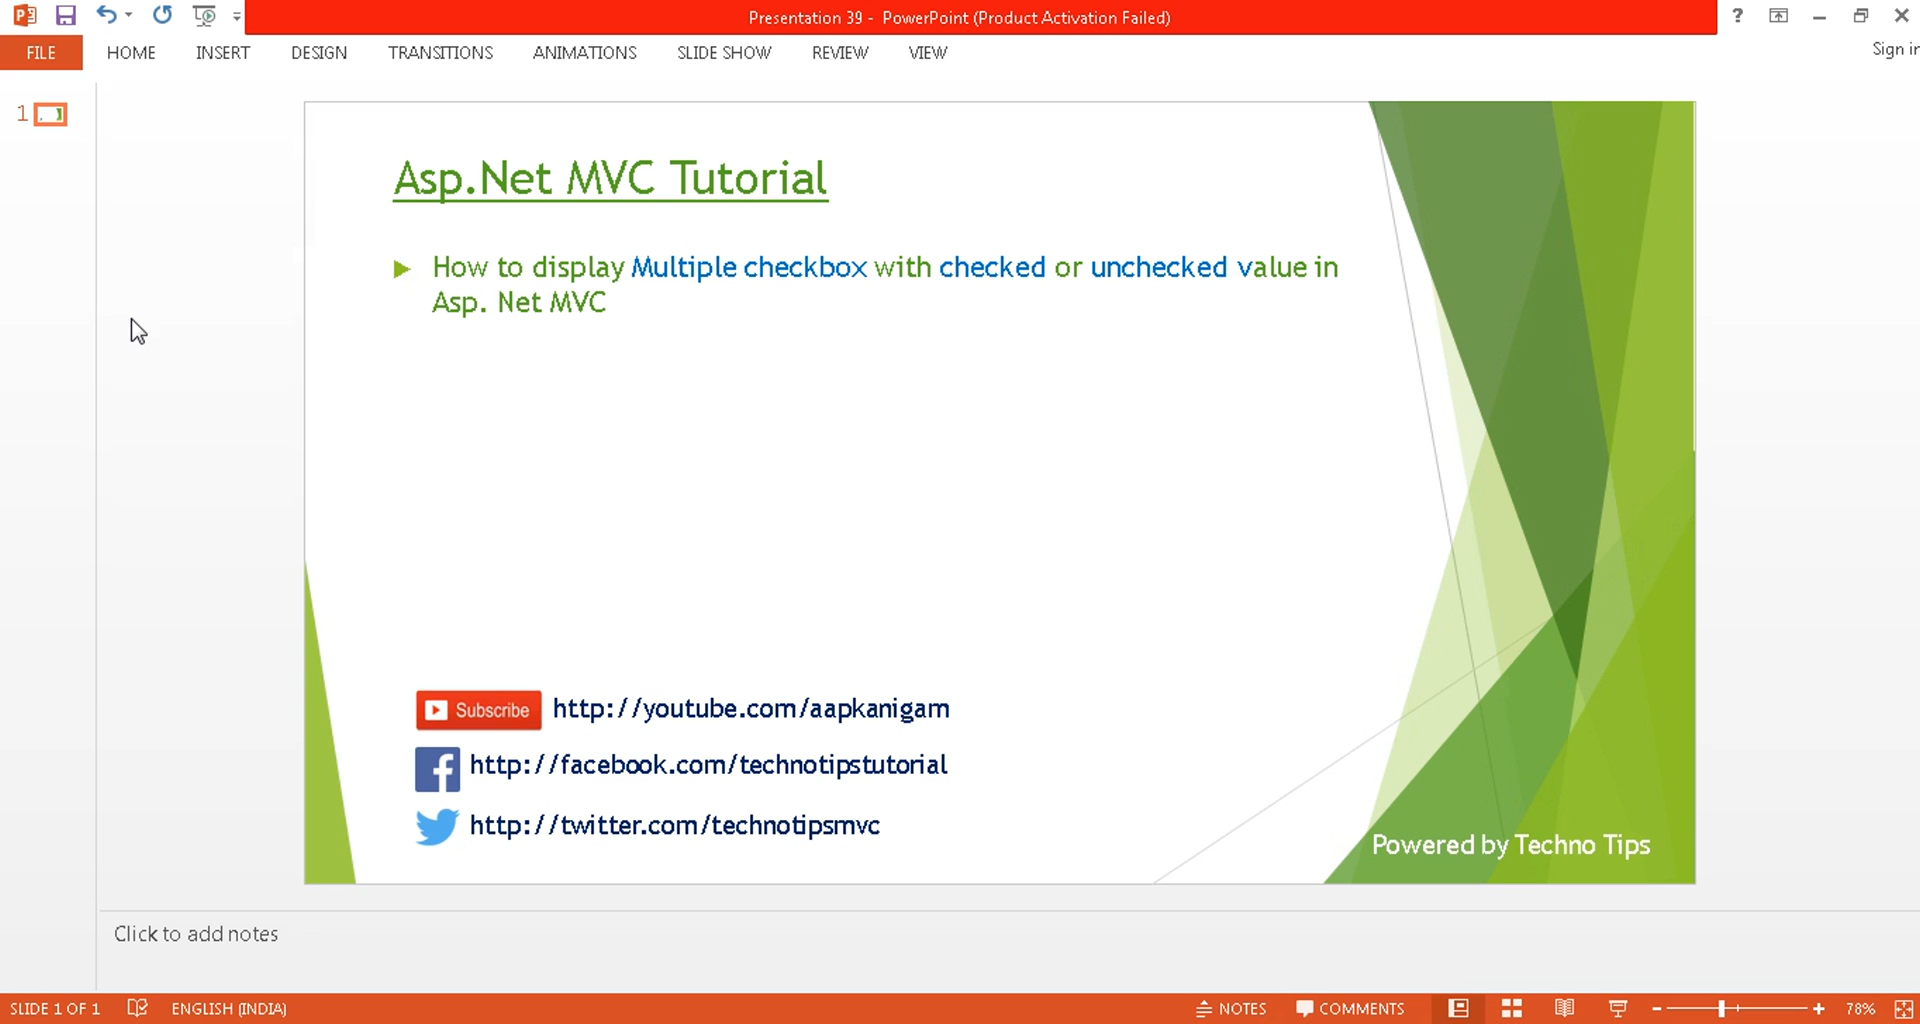 Presentation 39 - PowerPoint (Product Activation Failed)
?
FILE HOME INSERT DESIGN TRANSITIONS ANIMATIONS SLIDE SHOW REVIEW VIEW
Sign in
1
Asp.Net MVC Tutorial
How to display Multiple checkbox with checked or unchecked value in
Asp. Net MVC
Subscribe http://youtube.com/aapkanigam
http://facebook.com/technotipstutorial
http://twitter.com/technotipsmvc
Powered by Techno Tips
Click to add notes
SLIDE 1 OF 1 ENGLISH (INDIA) NOTES COMMENTS 78%